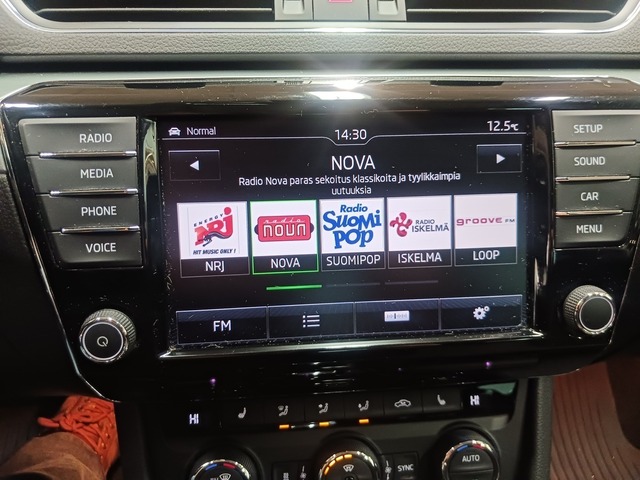 RADIO
MEDIA
PHONE
VOICE
Normal
14:30
12.5°C
NOVA
Radio Nova paras sekoitus klassikoita ja tyylikkäimpia
uutuuksia
ENERGY
NRJ
HIT MUSIC ONLY!
NRJ
radio
nova
NOVA
Radio
SuoMi
PoP
SUOMIPOP
RADIO
ISKELMÄ
ISKELMA
groove FM
LOOP
FM
SETUP
SOUND
CAR
MENU
HI
HI
SYNC
AUTO